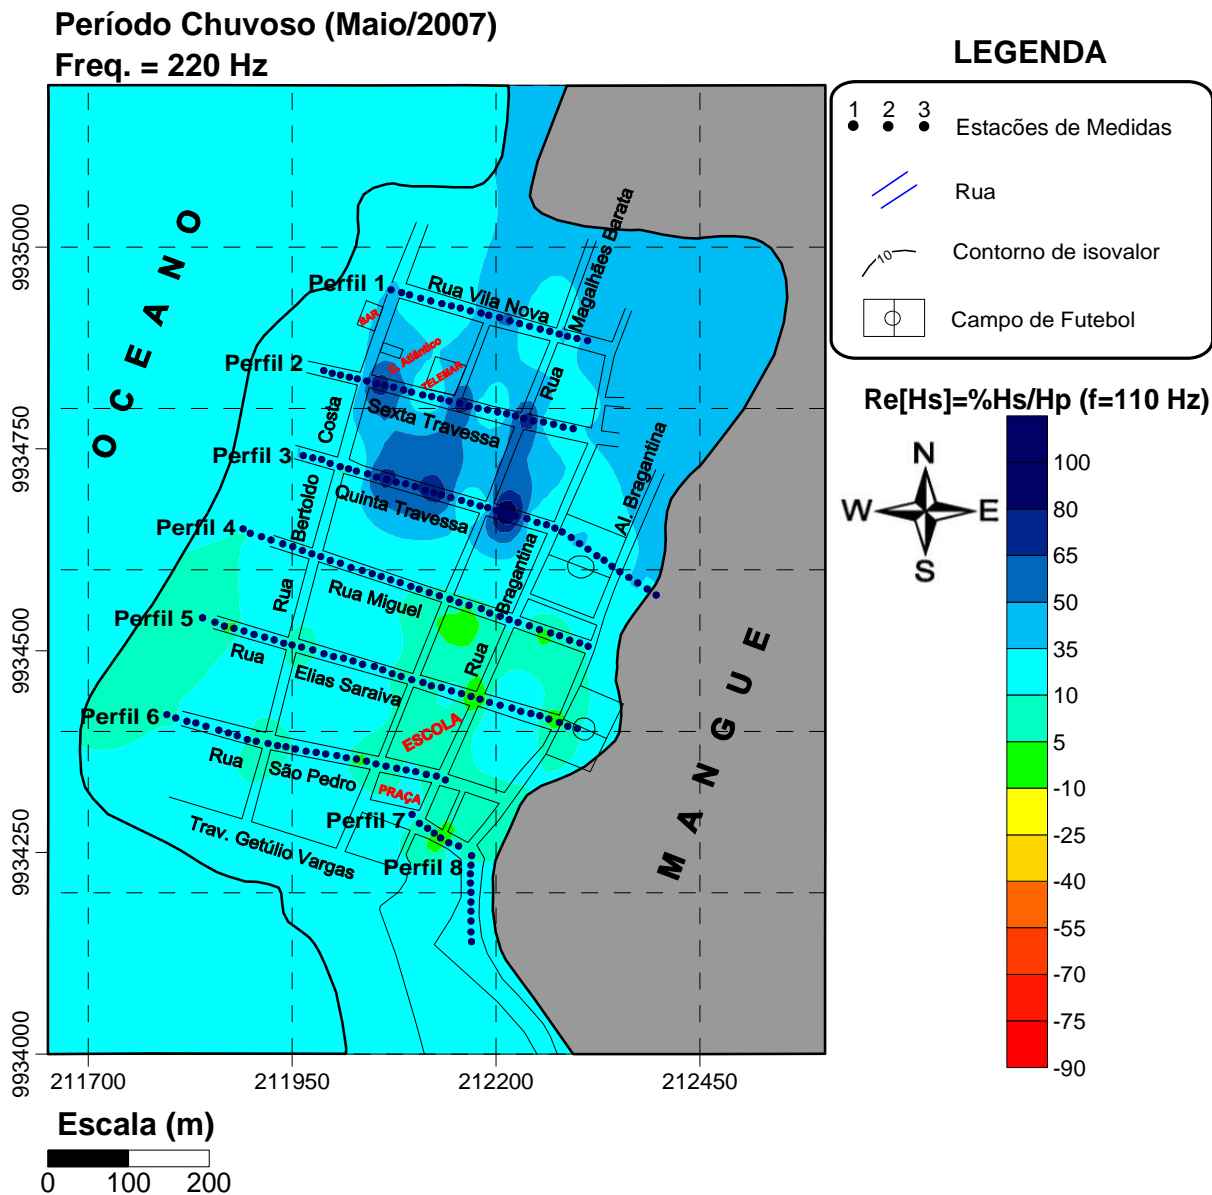 Período Chuvoso (Maio/2007)
Freq. = 220 Hz
LEGENDA
1 2 3
Estacões de Medidas
Rua
10
Contorno de isovalor
Campo de Futebol
Re[Hs]=%Hs/Hp (f=110 Hz)
100
80
65
50
35
10
5
-10
-25
-40
-55
-70
-75
-90
N
W
E
S
OCEANO
MANGUE
Perfil 1
Rua Vila Nova
Magalhães Barata
Rua
BAR
C. Atlântico
TELEMAR
Perfil 2
Sexta Travessa
Costa
Perfil 3
Quinta Travessa
Bertoldo
Al. Bragantina
Perfil 4
Rua Miguel
Bragantina
Rua
Perfil 5
Rua
Elias Saraiva
Rua
ESCOLA
Perfil 6
Rua
São Pedro
PRAÇA
Perfil 7
Trav. Getúlio Vargas
Perfil 8
9935000
9934750
9934500
9934250
9934000
211700
211950
212200
212450
Escala (m)
0 100 200